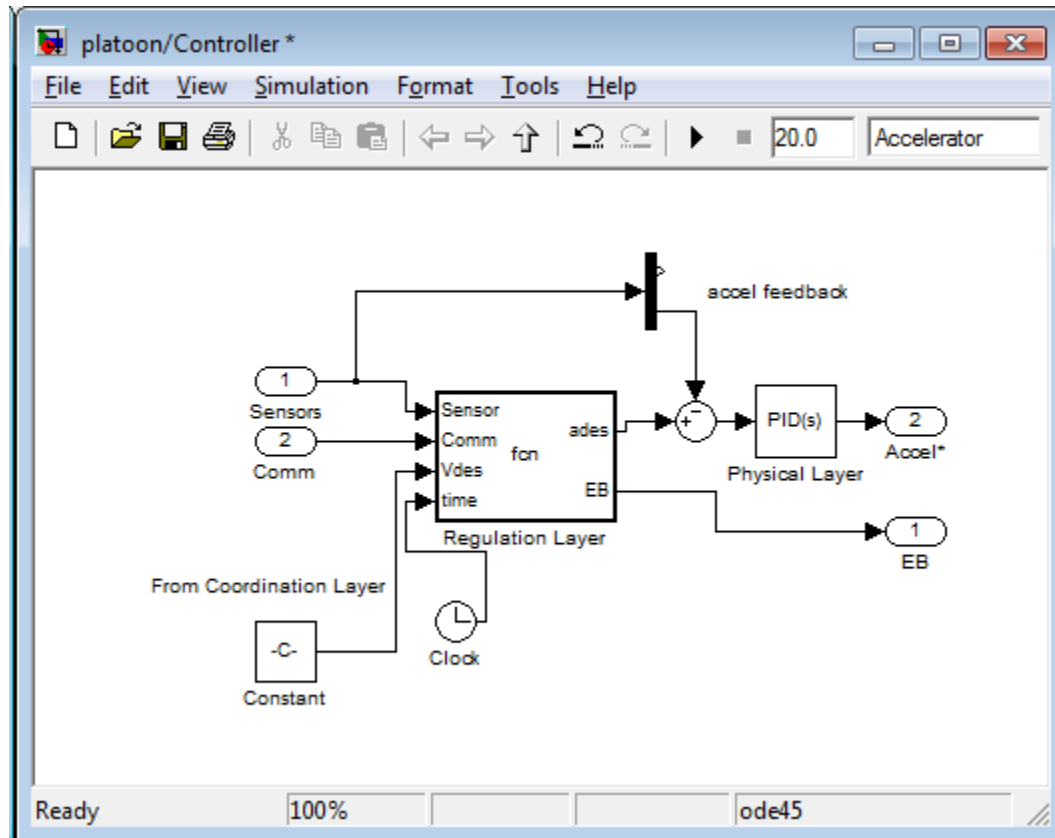 platoon/Controller *
File Edit View Simulation Format Tools Help
20.0 Accelerator
accel feedback
1
Sensors
2
Comm
Sensor
Comm
Vdes
time
fcn
ades
EB
Regulation Layer
PID(s)
Physical Layer
2
Accel*
1
EB
From Coordination Layer
-C-
Constant
Clock
Ready 100% ode45